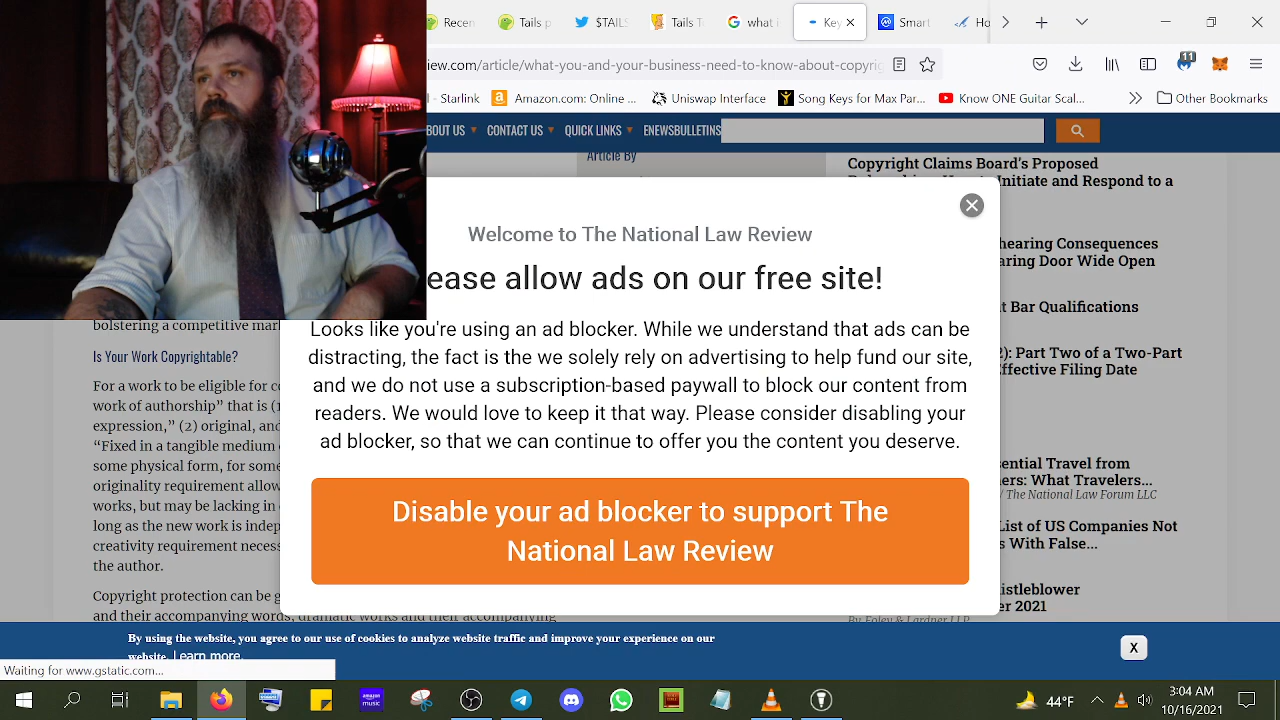 Tails p
$TAILS
Tails
G what i
Key
Smart
Ho
view.com/article/what-you-and-your-business-need-to-know-about-copyrig
11
- Starlink
Amazon.com: Online ...
Uniswap Interface
Keys for Max Par...
Know ONE Guitar Sec...
Other Bookmarks
BOUT US
CONTACT US
QUICK LINKS
ENEWSBULLETINS
Article By
Copyright Claims Board's Proposed
Initiate and Respond to a
hearing Consequences
aring Door Wide Open
t Bar Qualifications
2): Part Two of a Two-Part
Effective Filing Date
ential Travel from
ers: What Travelers...
/ The National Law Forum LLC
List of US Companies Not
s With False...
istleblower
r 2021
By Foley & Lardner LLP
Welcome to The National Law Review
ease allow ads on our free site!
Looks like you're using an ad blocker. While we understand that ads can be
distracting, the fact is the we solely rely on advertising to help fund our site,
and we do not use a subscription-based paywall to block our content from
readers. We would love to keep it that way. Please consider disabling your
ad blocker, so that we can continue to offer you the content you deserve.
Disable your ad blocker to support The
National Law Review
bolstering a competitive mar
Is Your Work Copyrightable?
For a work to be eligible for c
work of authorship" that is (1
expression," (2) original, and
"Fixed in a tangible medium
some physical form, for some
originality requirement allow
works, but may be lacking in
long as the new work is indep
creativity requirement necess
the author.
Copyright protection can be g
and their accompanying words, dramatic works and their accompanying
By using the website, you agree to our use of cookies to analyze website traffic and improve your experience on our
website. Learn more.
X
Waiting for www.gstatic.com...
amazon
music
44°F
3:04 AM
10/16/2021